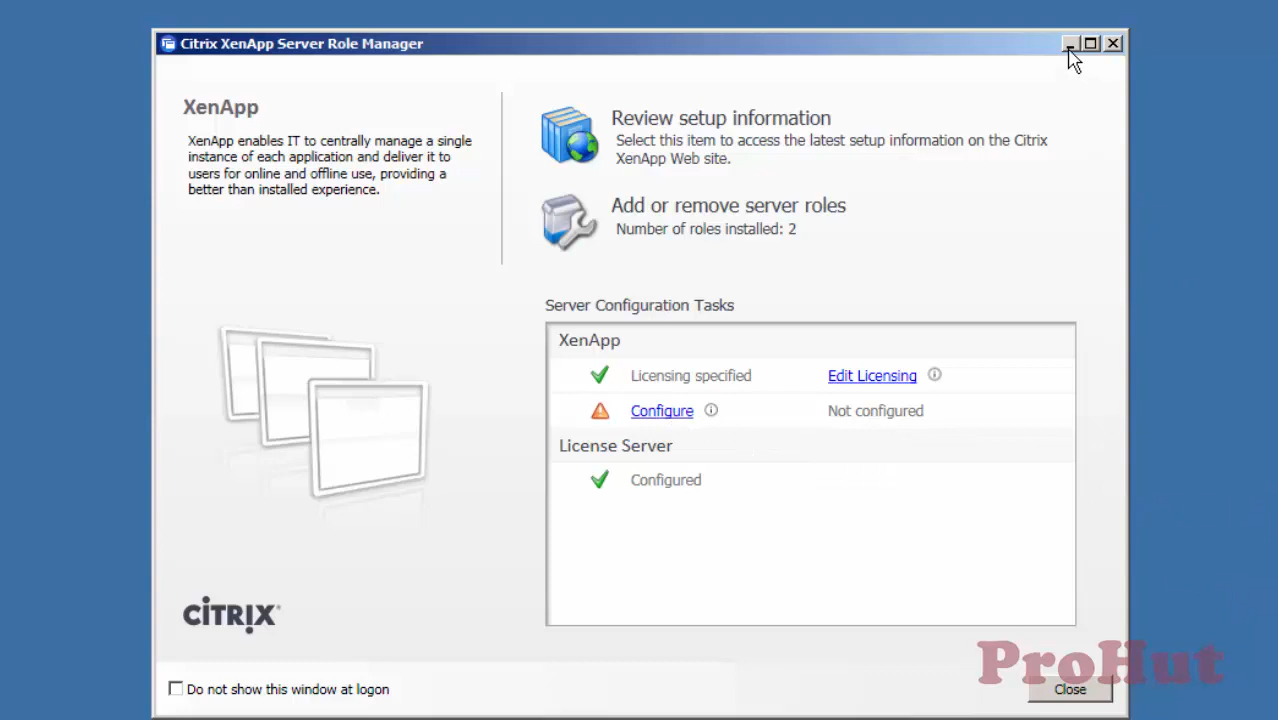 Citrix XenApp Server Role Manager
XenApp
XenApp enables IT to centrally manage a single
instance of each application and deliver it to
users for online and offline use, providing a
better than installed experience.
Review setup information
Select this item to access the latest setup information on the Citrix
XenApp Web site.
Add or remove server roles
Number of roles installed: 2
Server Configuration Tasks
XenApp
Licensing specified Edit Licensing
Configure Not configured
License Server
Configured
CITRIX
ProHut
Do not show this window at logon
Close